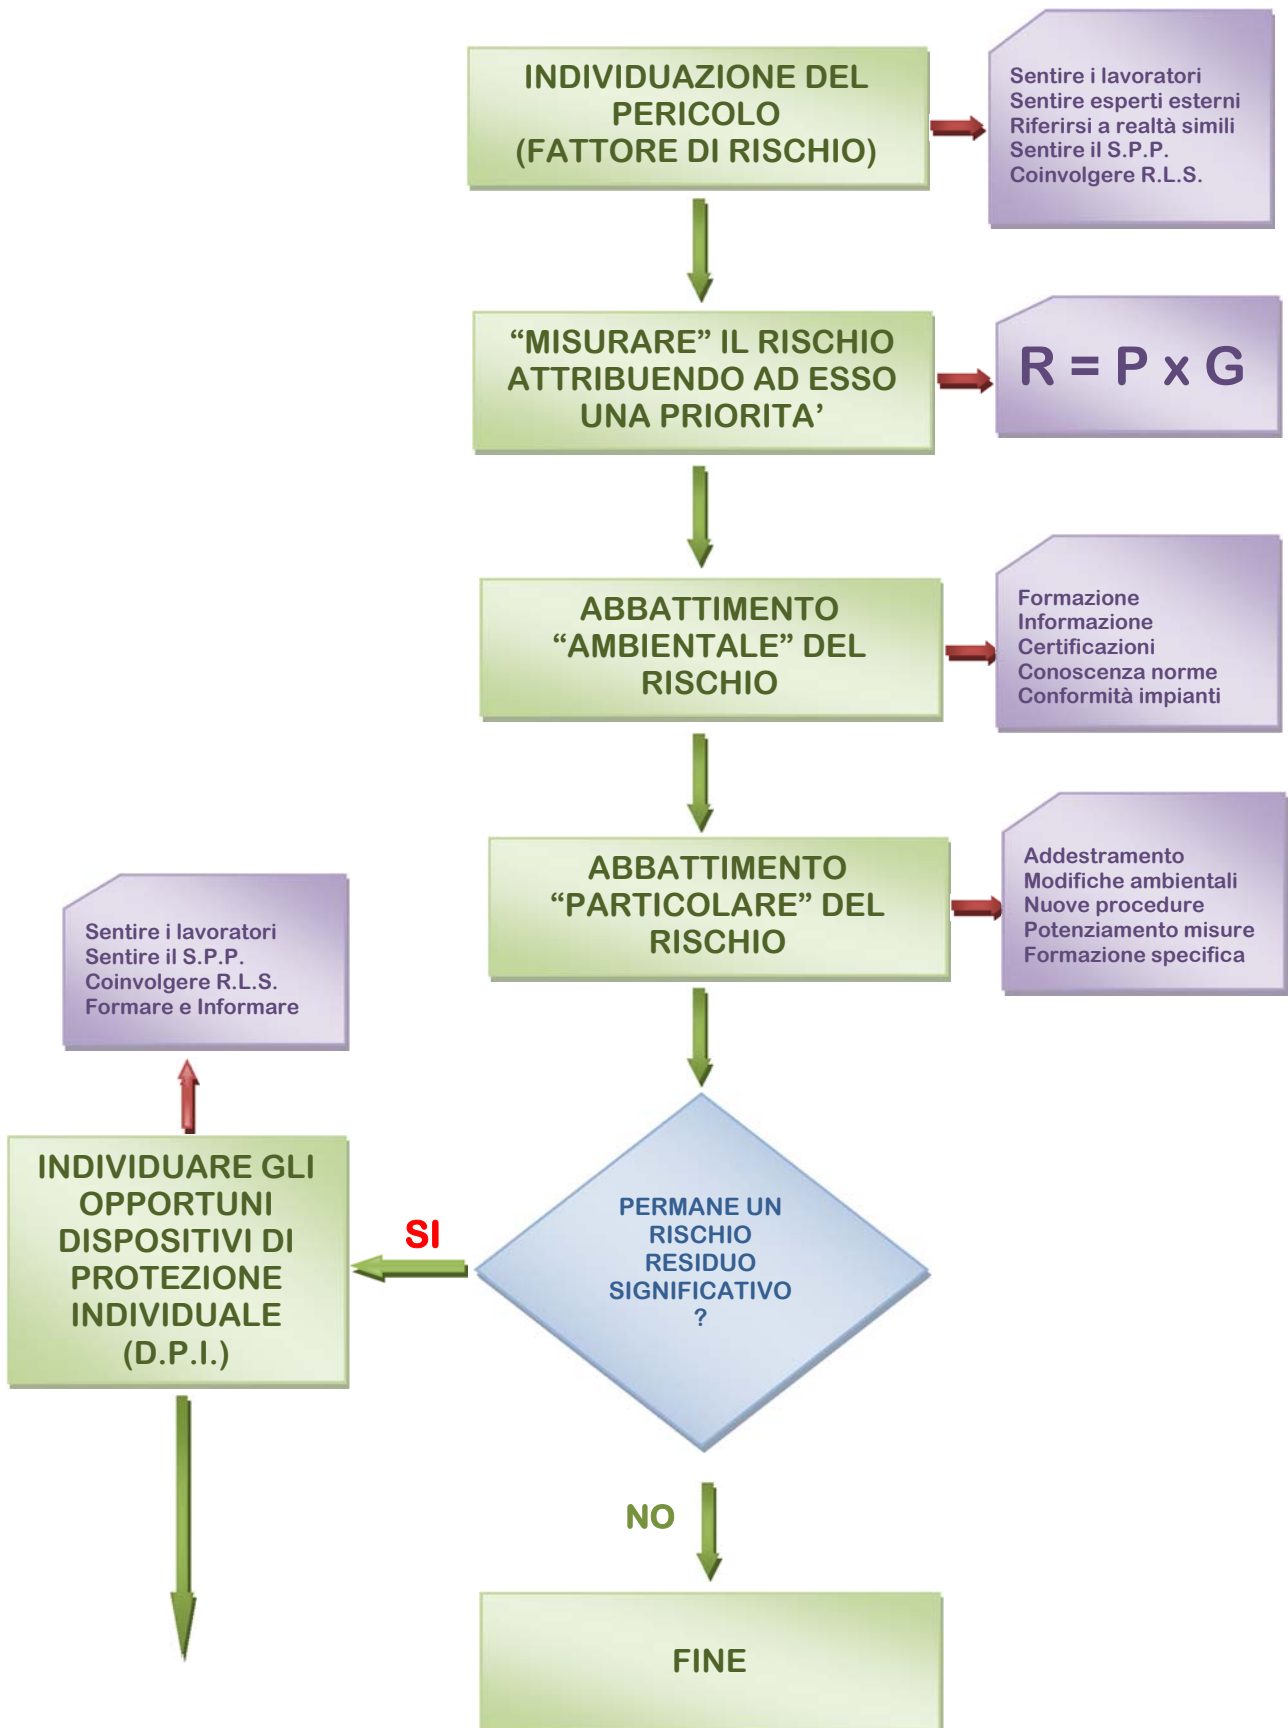 INDIVIDUAZIONE DEL
PERICOLO
(FATTORE DI RISCHIO)
Sentire i lavoratori
Sentire esperti esterni
Riferirsi a realtà simili
Sentire il S.P.P.
Coinvolgere R.L.S.
“MISURARE” IL RISCHIO
ATTRIBUENDO AD ESSO
UNA PRIORITA’
R = P x G
ABBATTIMENTO
“AMBIENTALE” DEL
RISCHIO
Formazione
Informazione
Certificazioni
Conoscenza norme
Conformità impianti
ABBATTIMENTO
“PARTICOLARE” DEL
RISCHIO
Addestramento
Modifiche ambientali
Nuove procedure
Potenziamento misure
Formazione specifica
Sentire i lavoratori
Sentire il S.P.P.
Coinvolgere R.L.S.
Formare e Informare
INDIVIDUARE GLI
OPPORTUNI
DISPOSITIVI DI
PROTEZIONE
INDIVIDUALE
(D.P.I.)
SI
PERMANE UN
RISCHIO
RESIDUO
SIGNIFICATIVO
?
NO
FINE